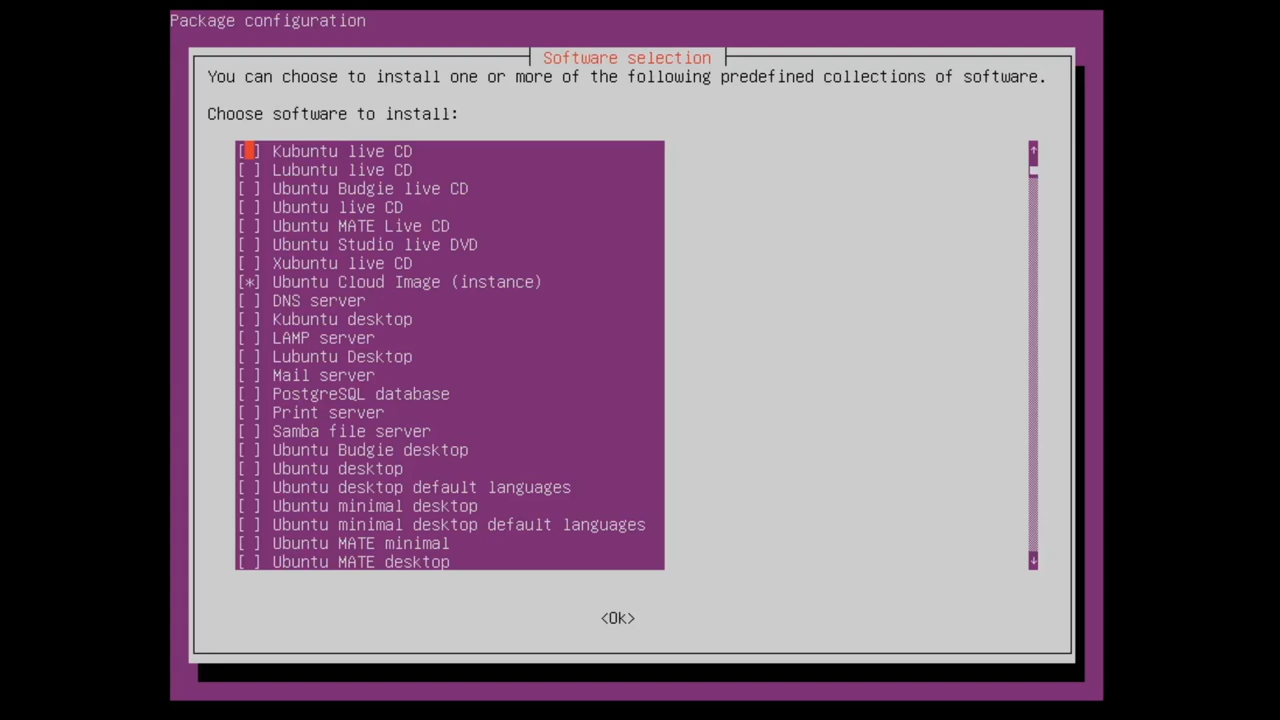 Package configuration
Software selection
You can choose to install one or more of the following predefined collections of software.
Choose software to install:
[ ] Kubuntu live CD
[ ] Lubuntu live CD
[ ] Ubuntu Budgie live CD
[ ] Ubuntu live CD
[ ] Ubuntu MATE Live CD
[ ] Ubuntu Studio live DVD
[ ] Xubuntu live CD
[*] Ubuntu Cloud Image (instance)
[ ] DNS server
[ ] Kubuntu desktop
[ ] LAMP server
[ ] Lubuntu Desktop
[ ] Mail server
[ ] PostgreSQL database
[ ] Print server
[ ] Samba file server
[ ] Ubuntu Budgie desktop
[ ] Ubuntu desktop
[ ] Ubuntu desktop default languages
[ ] Ubuntu minimal desktop
[ ] Ubuntu minimal desktop default languages
[ ] Ubuntu MATE minimal
[ ] Ubuntu MATE desktop
<Ok>